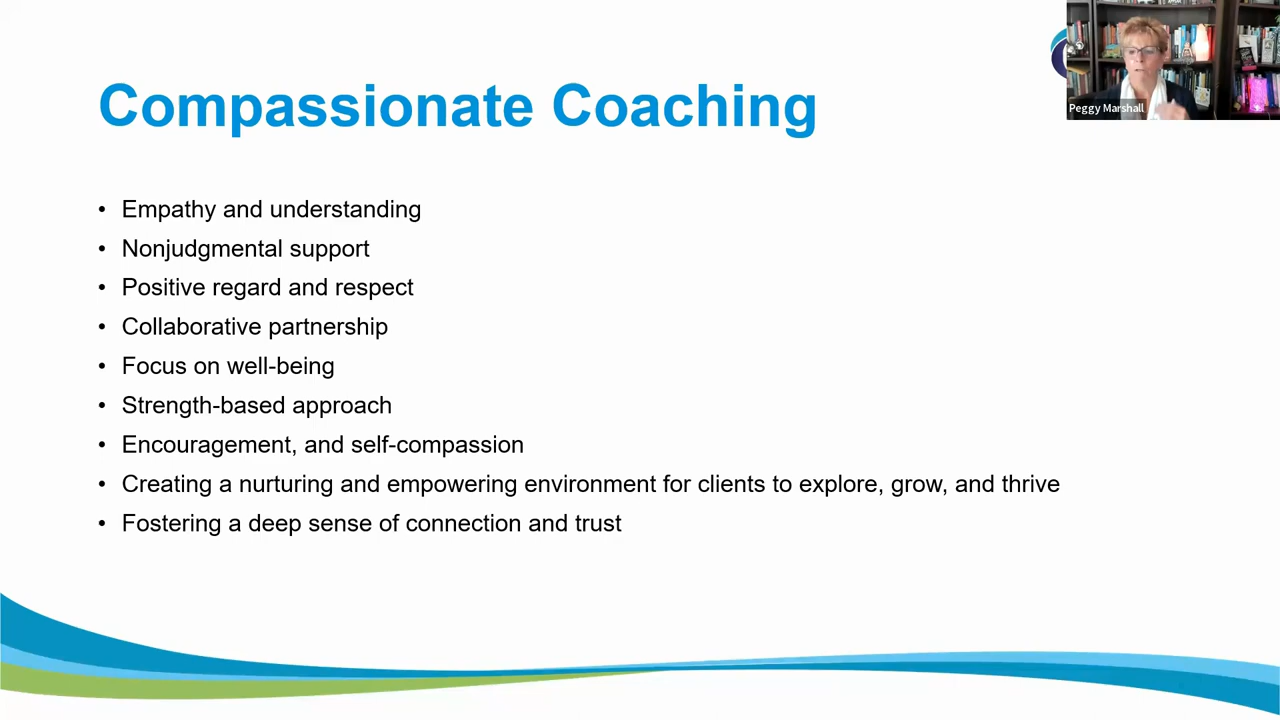 Compassionate Coaching
Peggy Marshall
• Empathy and understanding
• Nonjudgmental support
• Positive regard and respect
• Collaborative partnership
• Focus on well-being
• Strength-based approach
• Encouragement, and self-compassion
• Creating a nurturing and empowering environment for clients to explore, grow, and thrive
• Fostering a deep sense of connection and trust